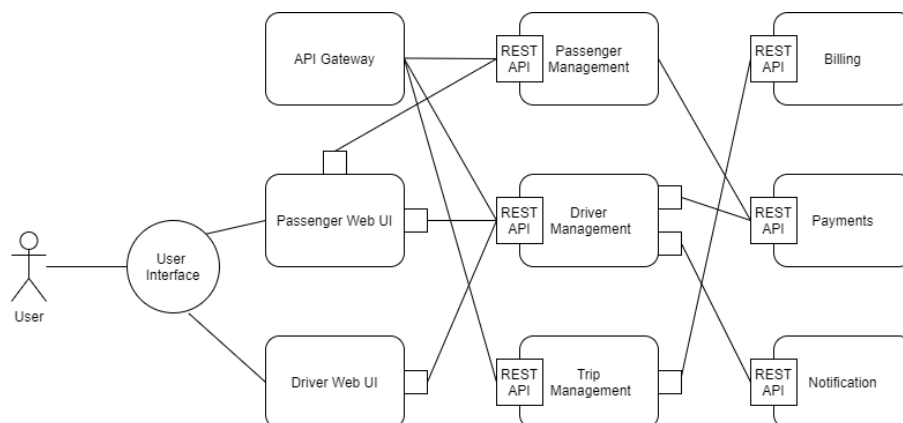 API Gateway
REST
API
Passenger
Management
REST
API
Billing
Passenger Web UI
REST
API
Driver
Management
REST
API
Payments
User
Interface
User
Driver Web UI
REST
API
Trip
Management
REST
API
Notification